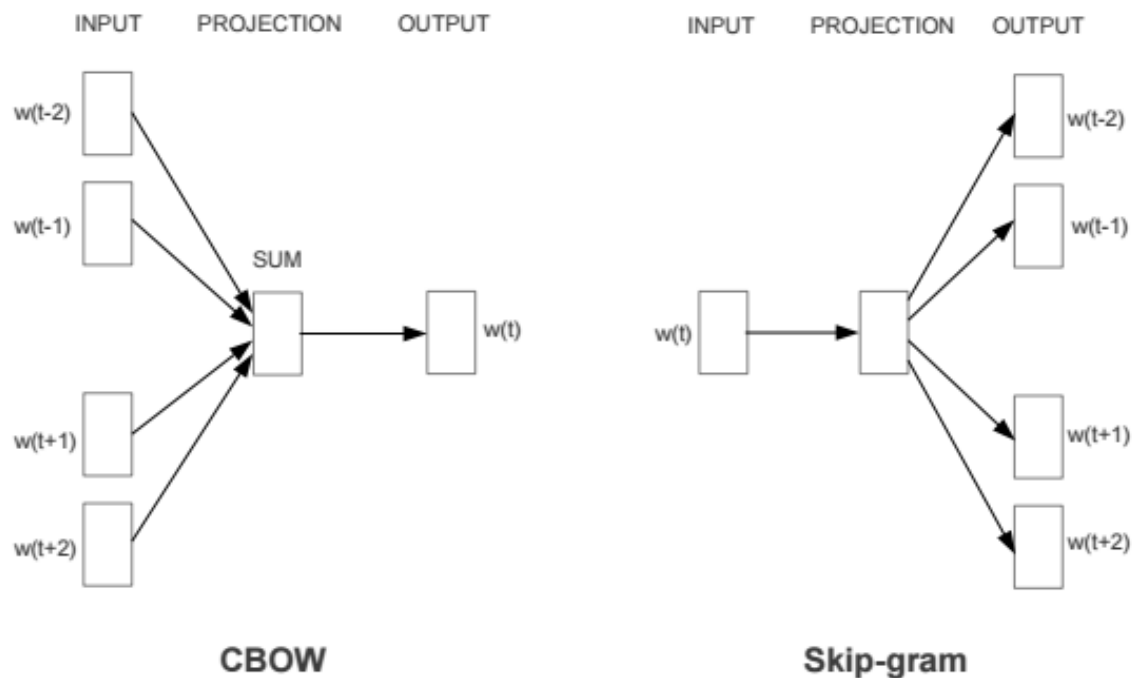 INPUT PROJECTION OUTPUT
w(t-2)
w(t-1)
SUM
w(t)
w(t+1)
w(t+2)
CBOW
INPUT PROJECTION OUTPUT
w(t-2)
w(t-1)
w(t)
w(t+1)
w(t+2)
Skip-gram